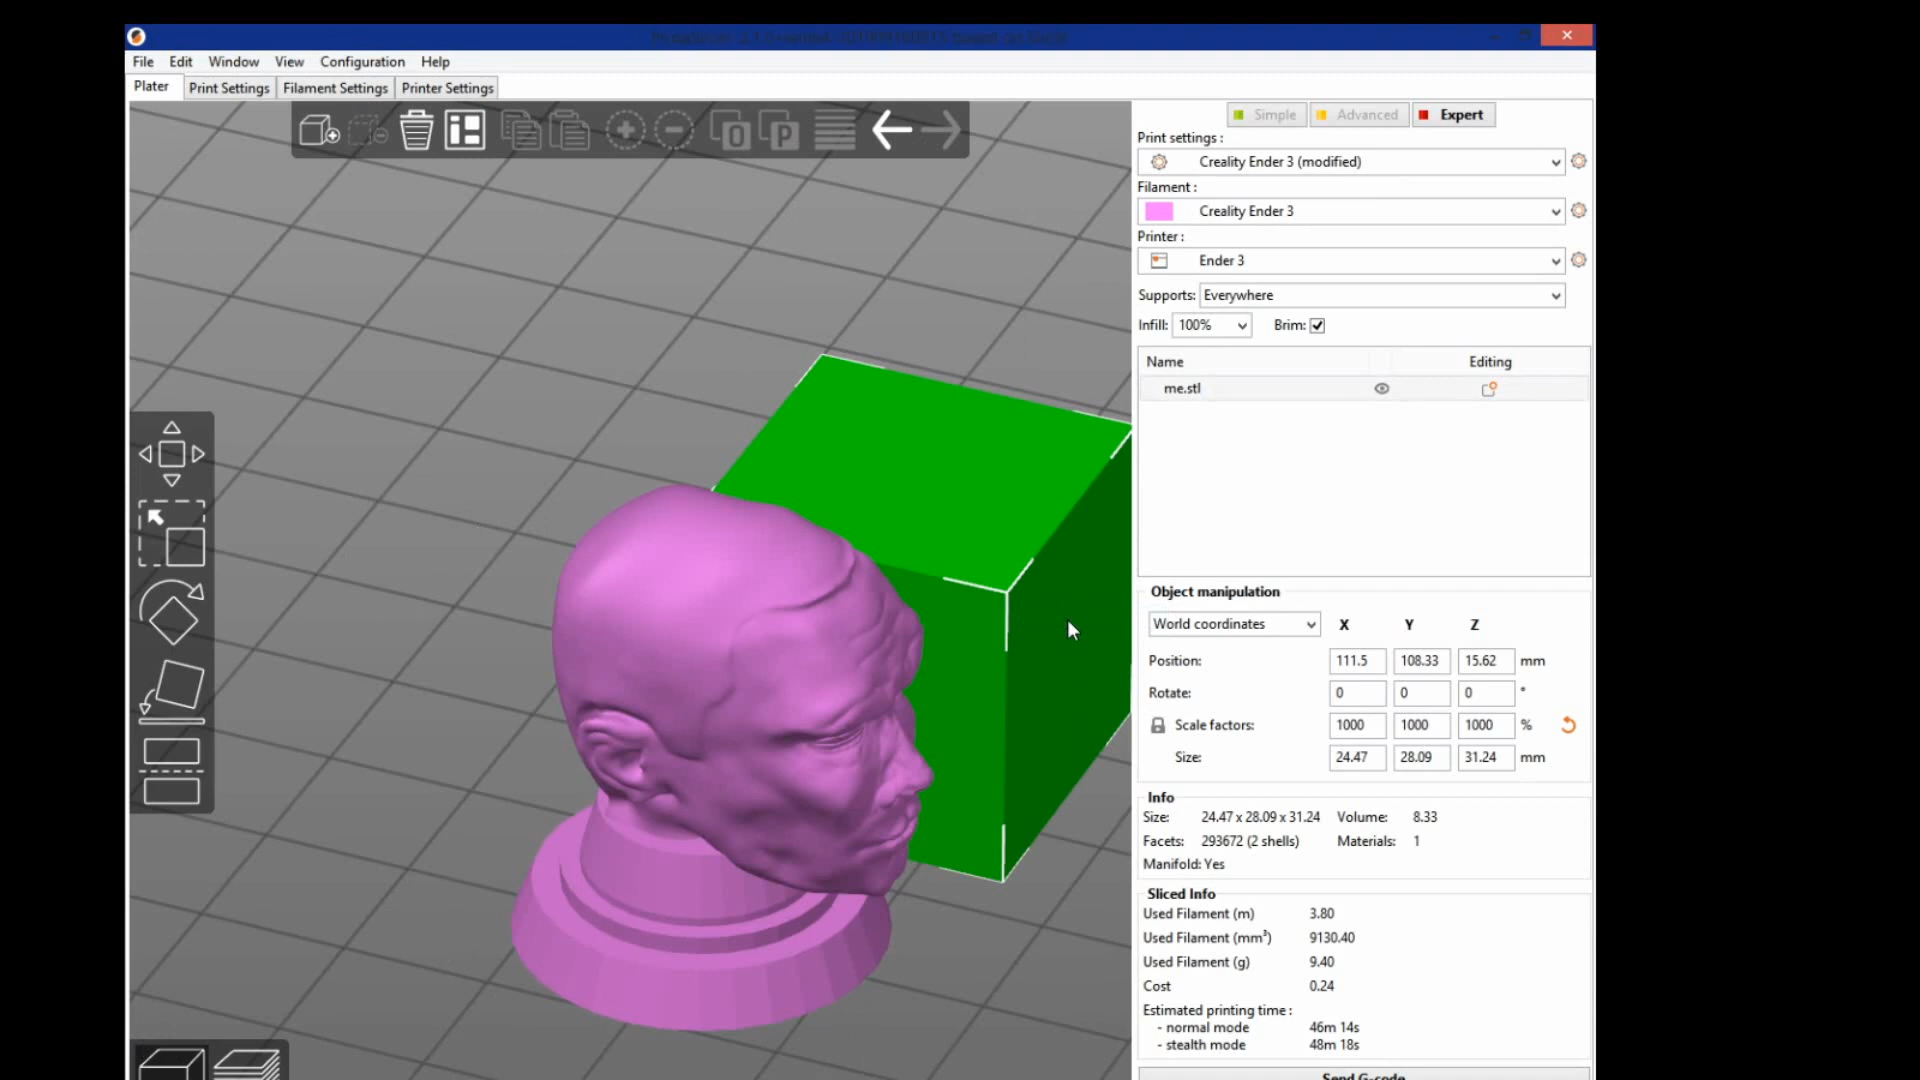 File Edit Window View Configuration Help
Plater Print Settings Filament Settings Printer Settings
Simple Advanced Expert
Print settings :
Creality Ender 3 (modified)
Filament :
Creality Ender 3
Printer :
Ender 3
Supports: Everywhere
Infill: 100% Brim:
Name Editing
me.stl
O P
Object manipulation
World coordinates X Y Z
Position: 111.5 108.33 15.62 mm
Rotate: 0 0 0 °
Scale factors: 1000 1000 1000 %
Size: 24.47 28.09 31.24 mm
Info
Size: 24.47 x 28.09 x 31.24 Volume: 8.33
Facets: 293672 (2 shells) Materials: 1
Manifold: Yes
Sliced Info
Used Filament (m) 3.80
Used Filament (mm³) 9130.40
Used Filament (g) 9.40
Cost 0.24
Estimated printing time :
- normal mode 46m 14s
- stealth mode 48m 18s
Send G-code